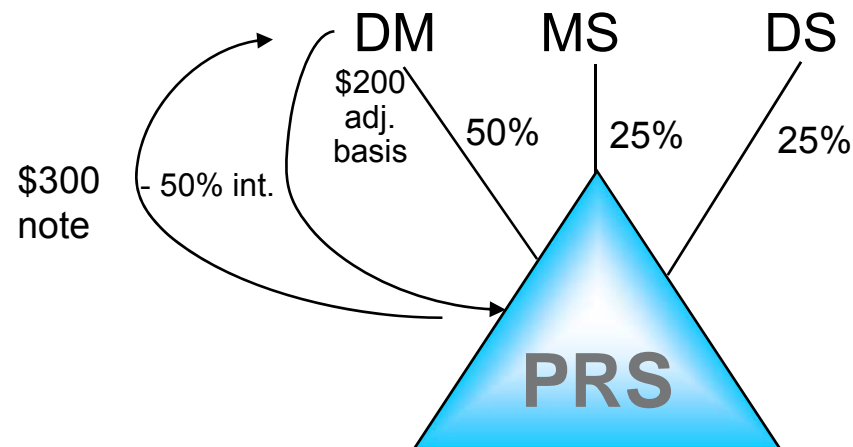 DM MS DS
$200
adj.
basis
50%
25%
25%
$300
note
- 50% int.
PRS